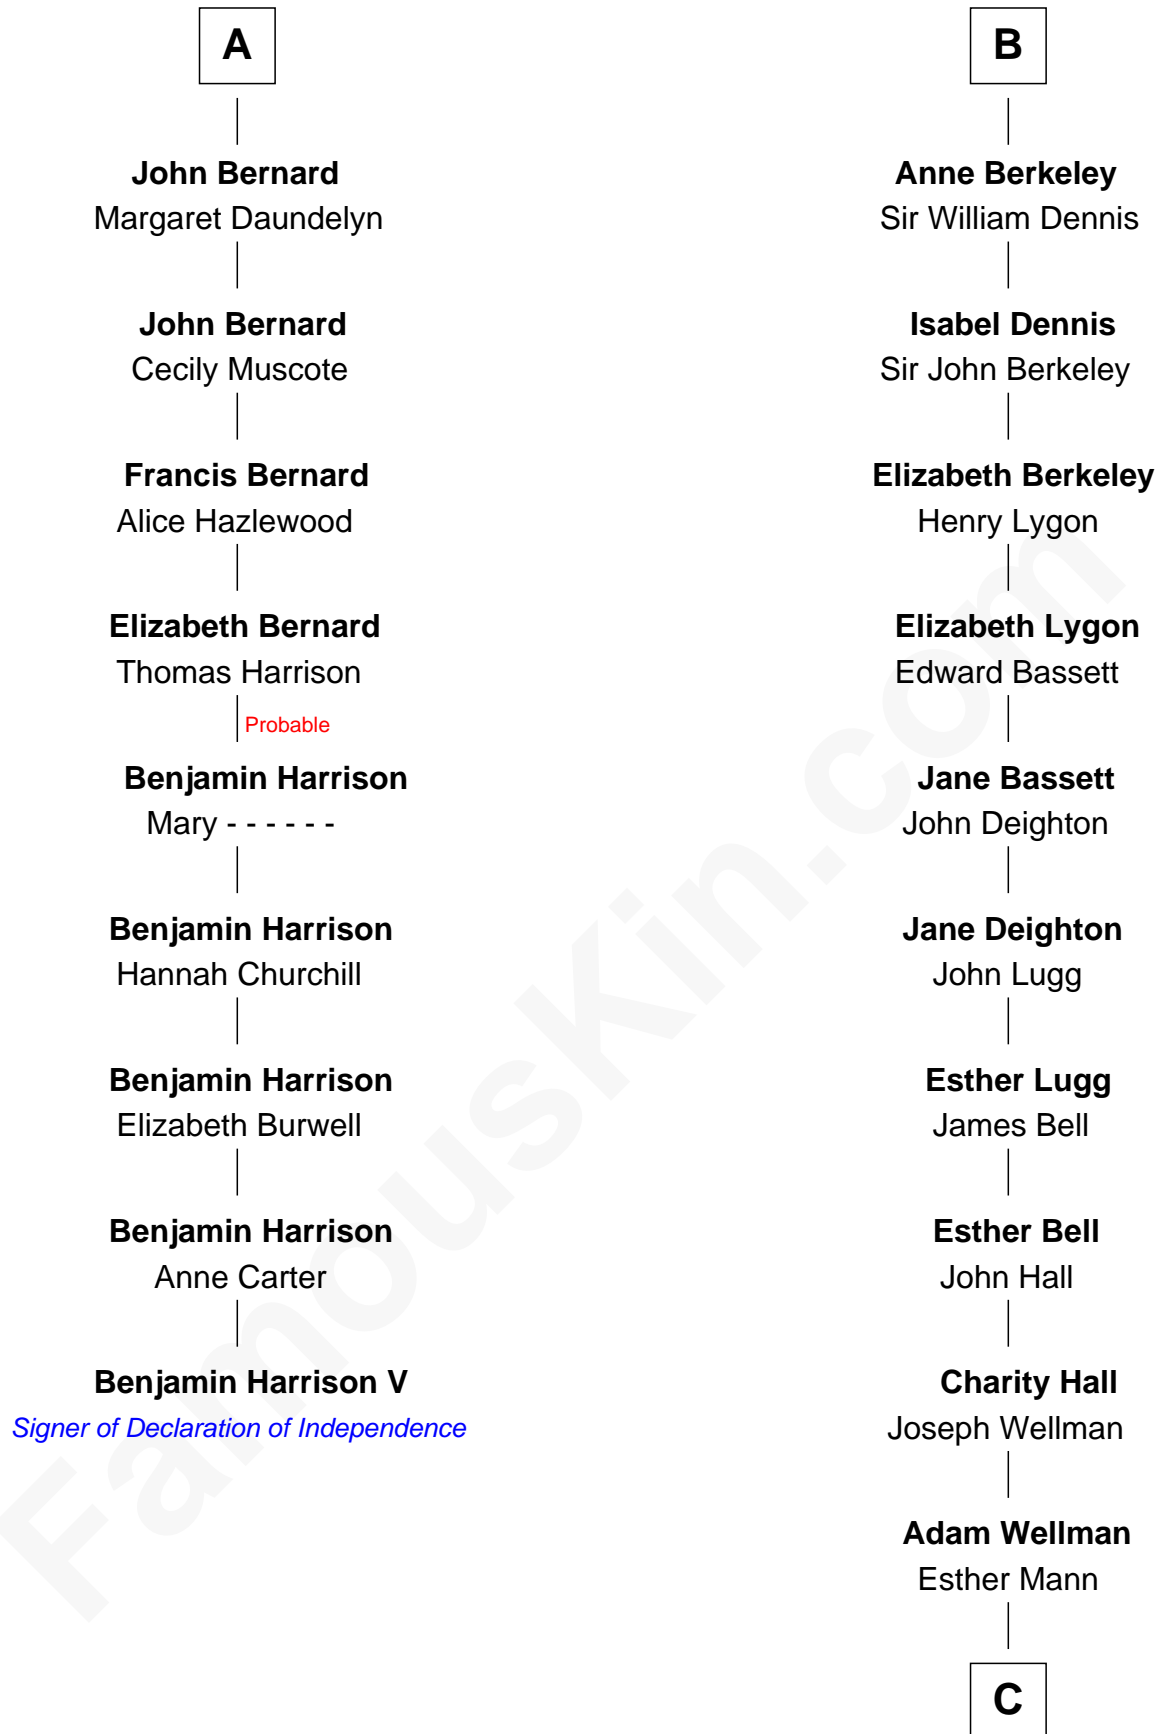 A
John Bernard
Margaret Daundelyn
John Bernard
Cecily Muscote
Francis Bernard
Alice Hazlewood
Elizabeth Bernard
Thomas Harrison
Probable
Benjamin Harrison
Mary - - - - - -
Benjamin Harrison
Hannah Churchill
Benjamin Harrison
Elizabeth Burwell
Benjamin Harrison
Anne Carter
Benjamin Harrison V
Signer of Declaration of Independence
B
Anne Berkeley
Sir William Dennis
Isabel Dennis
Sir John Berkeley
Elizabeth Berkeley
Henry Lygon
Elizabeth Lygon
Edward Bassett
Jane Bassett
John Deighton
Jane Deighton
John Lugg
Esther Lugg
James Bell
Esther Bell
John Hall
Charity Hall
Joseph Wellman
Adam Wellman
Esther Mann
C
FamousKin.com